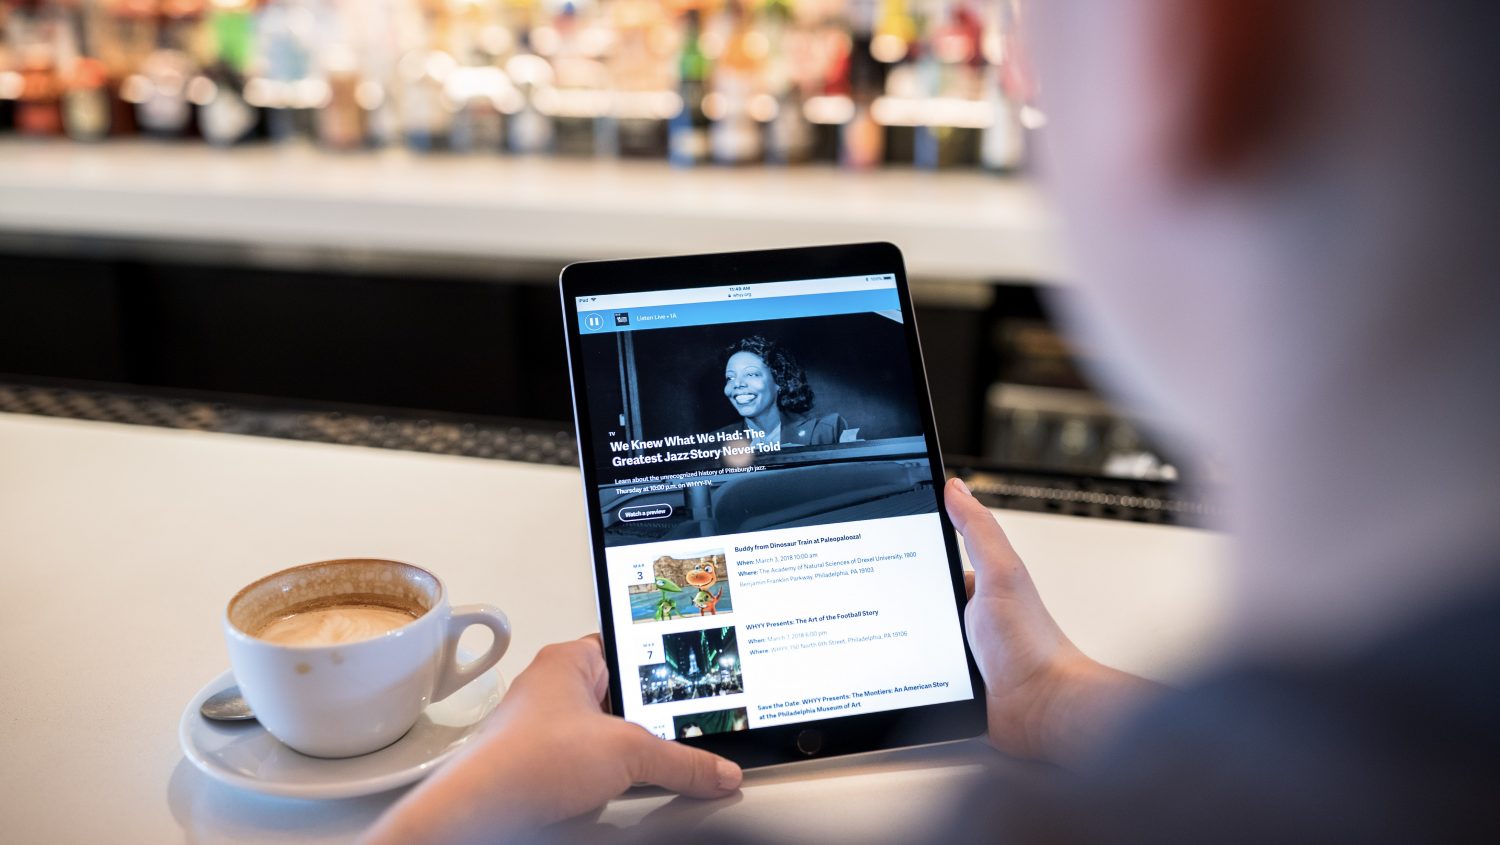 iPad
11:49 AM
100%
whyy.org
Listen Live • 1A
TV
We Knew What We Had: The
Greatest Jazz Story Never Told
Learn about the unrecognized history of Pittsburgh jazz.
Thursday at 10:00 p.m. on WHYY-TV.
Watch a preview
MAR
3
Buddy from Dinosaur Train at Paleopalooza!
When: March 3, 2018 10:00 am
Where: The Academy of Natural Sciences of Drexel University, 1900
Benjamin Franklin Parkway, Philadelphia, PA 19103
MAR
7
WHYY Presents: The Art of the Football Story
When: March 7, 2018 6:00 pm
Where: WHYY, 150 North 6th Street, Philadelphia, PA 19106
MAR
Save the Date: WHYY Presents: The Montiers: An American Story
at the Philadelphia Museum of Art